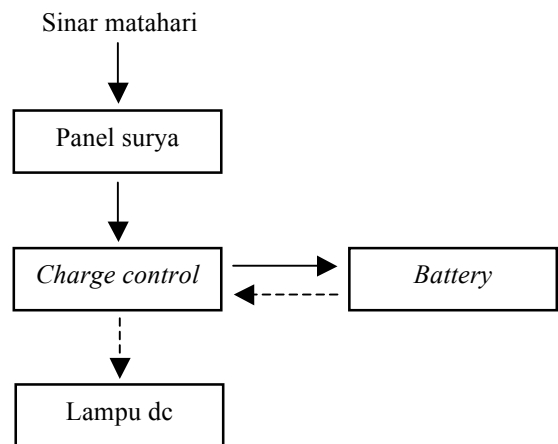 Sinar matahari
Panel surya
Charge control
Battery
Lampu dc